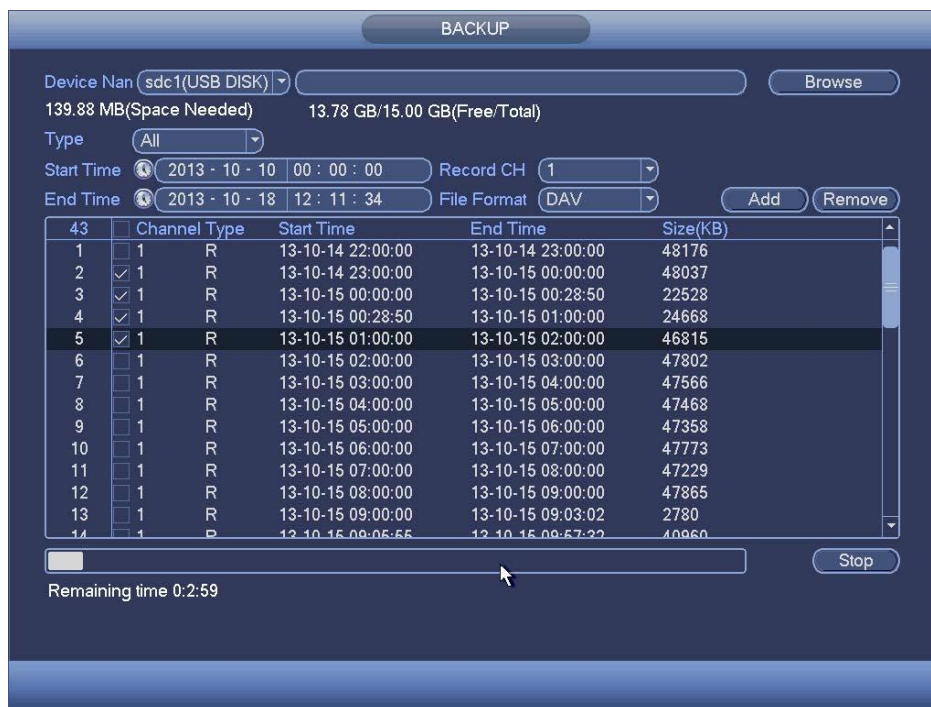 BACKUP
Device Nan sdc1(USB DISK) Browse
139.88 MB(Space Needed) 13.78 GB/15.00 GB(Free/Total)
Type All
Start Time 2013 - 10 - 10 00 : 00 : 00 Record CH 1
End Time 2013 - 10 - 18 12 : 11 : 34 File Format DAV Add Remove
43 Channel Type Start Time End Time Size(KB)
1 1 R 13-10-14 22:00:00 13-10-14 23:00:00 48176
2 1 R 13-10-14 23:00:00 13-10-15 00:00:00 48037
3 1 R 13-10-15 00:00:00 13-10-15 00:28:50 22528
4 1 R 13-10-15 00:28:50 13-10-15 01:00:00 24668
5 1 R 13-10-15 01:00:00 13-10-15 02:00:00 46815
6 1 R 13-10-15 02:00:00 13-10-15 03:00:00 47802
7 1 R 13-10-15 03:00:00 13-10-15 04:00:00 47566
8 1 R 13-10-15 04:00:00 13-10-15 05:00:00 47468
9 1 R 13-10-15 05:00:00 13-10-15 06:00:00 47358
10 1 R 13-10-15 06:00:00 13-10-15 07:00:00 47773
11 1 R 13-10-15 07:00:00 13-10-15 08:00:00 47229
12 1 R 13-10-15 08:00:00 13-10-15 09:00:00 47865
13 1 R 13-10-15 09:00:00 13-10-15 09:03:02 2780
14 1 R 13-10-15
Stop
Remaining time 0:2:59